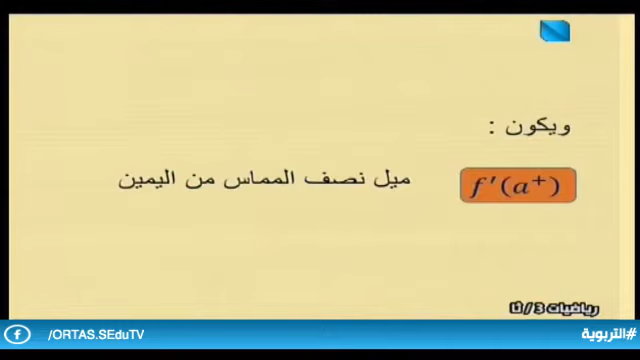 ويكون :
f′(a⁺) ميل نصف المماس من اليمين
رياضيات 3 / ثا
/ORTAS.SEduTV #التربوية